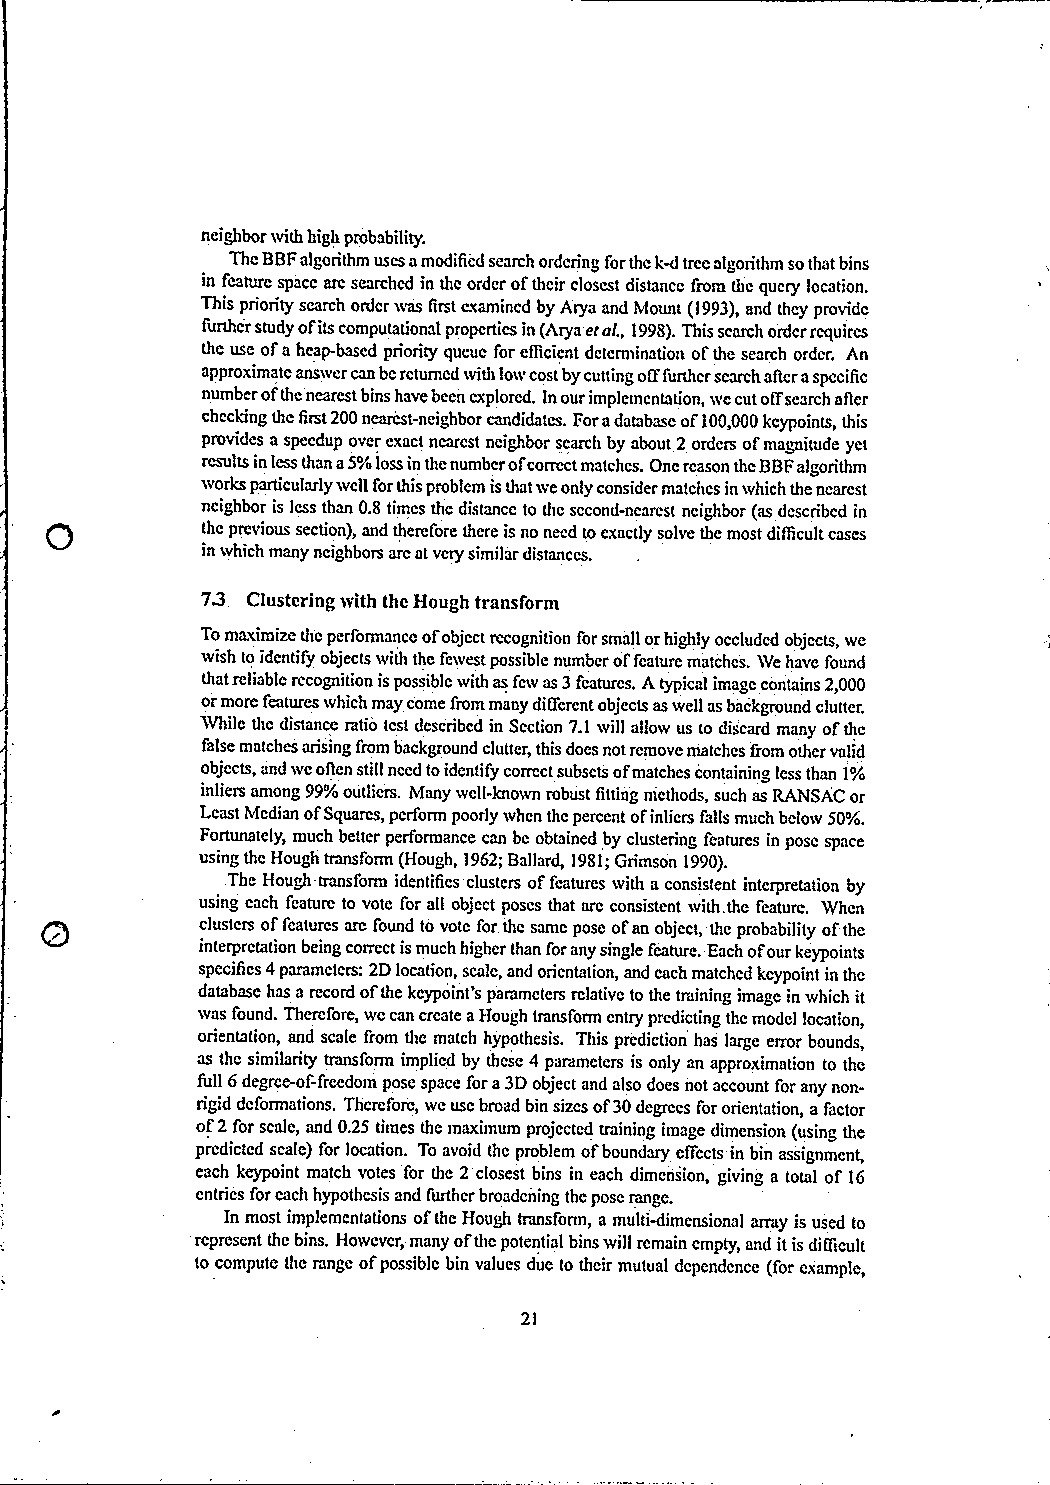 neighbor with high probability.
The BBF algorithm uses a modified search ordering for the k-d tree algorithm so that bins
in feature space are searched in the order of their closest distance from the query location.
This priority search order was first examined by Arya and Mount (1993), and they provide
further study of its computational properties in (Arya et al., 1998). This search order requires
the use of a heap-based priority queue for efficient determination of the search order. An
approximate answer can be returned with low cost by cutting off further search after a specific
number of the nearest bins have been explored. In our implementation, we cut off search after
checking the first 200 nearest-neighbor candidates. For a database of 100,000 keypoints, this
provides a speedup over exact nearest neighbor search by about 2 orders of magnitude yet
results in less than a 5% loss in the number of correct matches. One reason the BBF algorithm
works particularly well for this problem is that we only consider matches in which the nearest
neighbor is less than 0.8 times the distance to the second-nearest neighbor (as described in
the previous section), and therefore there is no need to exactly solve the most difficult cases
in which many neighbors are at very similar distances.
7.3 Clustering with the Hough transform
To maximize the performance of object recognition for small or highly occluded objects, we
wish to identify objects with the fewest possible number of feature matches. We have found
that reliable recognition is possible with as few as 3 features. A typical image contains 2,000
or more features which may come from many different objects as well as background clutter.
While the distance ratio test described in Section 7.1 will allow us to discard many of the
false matches arising from background clutter, this does not remove matches from other valid
objects, and we often still need to identify correct subsets of matches containing less than 1%
inliers among 99% outliers. Many well-known robust fitting methods, such as RANSAC or
Least Median of Squares, perform poorly when the percent of inliers falls much below 50%.
Fortunately, much better performance can be obtained by clustering features in pose space
using the Hough transform (Hough, 1962; Ballard, 1981; Grimson 1990).
The Hough transform identifies clusters of features with a consistent interpretation by
using each feature to vote for all object poses that are consistent with the feature. When
clusters of features are found to vote for the same pose of an object, the probability of the
interpretation being correct is much higher than for any single feature. Each of our keypoints
specifies 4 parameters: 2D location, scale, and orientation, and each matched keypoint in the
database has a record of the keypoint's parameters relative to the training image in which it
was found. Therefore, we can create a Hough transform entry predicting the model location,
orientation, and scale from the match hypothesis. This prediction has large error bounds,
as the similarity transform implied by these 4 parameters is only an approximation to the
full 6 degree-of-freedom pose space for a 3D object and also does not account for any non-
rigid deformations. Therefore, we use broad bin sizes of 30 degrees for orientation, a factor
of 2 for scale, and 0.25 times the maximum projected training image dimension (using the
predicted scale) for location. To avoid the problem of boundary effects in bin assignment,
each keypoint match votes for the 2 closest bins in each dimension, giving a total of 16
entries for each hypothesis and further broadening the pose range.
In most implementations of the Hough transform, a multi-dimensional array is used to
represent the bins. However, many of the potential bins will remain empty, and it is difficult
to compute the range of possible bin values due to their mutual dependence (for example,
21